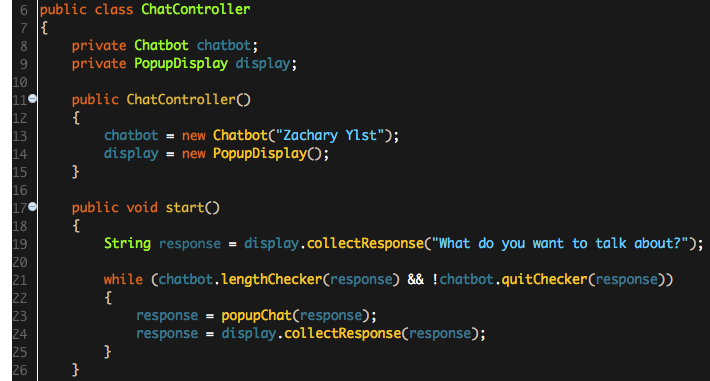 6 public class ChatController
7 {
8     private Chatbot chatbot;
9     private PopupDisplay display;
10
11     public ChatController()
12     {
13         chatbot = new Chatbot("Zachary Ylst");
14         display = new PopupDisplay();
15     }
16
17     public void start()
18     {
19         String response = display.collectResponse("What do you want to talk about?");
20
21         while (chatbot.lengthChecker(response) && !chatbot.quitChecker(response))
22         {
23             response = popupChat(response);
24             response = display.collectResponse(response);
25         }
26     }